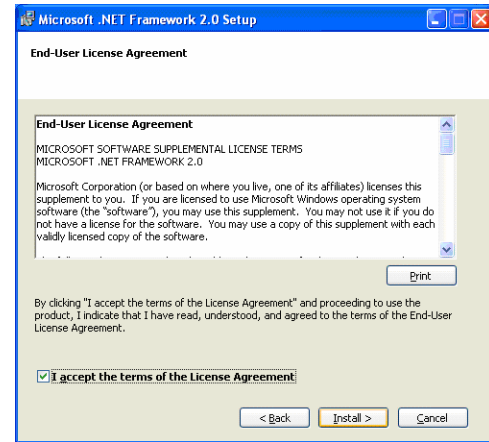 Microsoft .NET Framework 2.0 Setup
End-User License Agreement
End-User License Agreement
MICROSOFT SOFTWARE SUPPLEMENTAL LICENSE TERMS
MICROSOFT .NET FRAMEWORK 2.0
Microsoft Corporation (or based on where you live, one of its affiliates) licenses this
supplement to you. If you are licensed to use Microsoft Windows operating system
software (the "software"), you may use this supplement. You may not use it if you do
not have a license for the software. You may use a copy of this supplement with each
validly licensed copy of the software.
Print
By clicking "I accept the terms of the License Agreement" and proceeding to use the
product, I indicate that I have read, understood, and agreed to the terms of the End-User
License Agreement.
I accept the terms of the License Agreement
< Back
Install >
Cancel